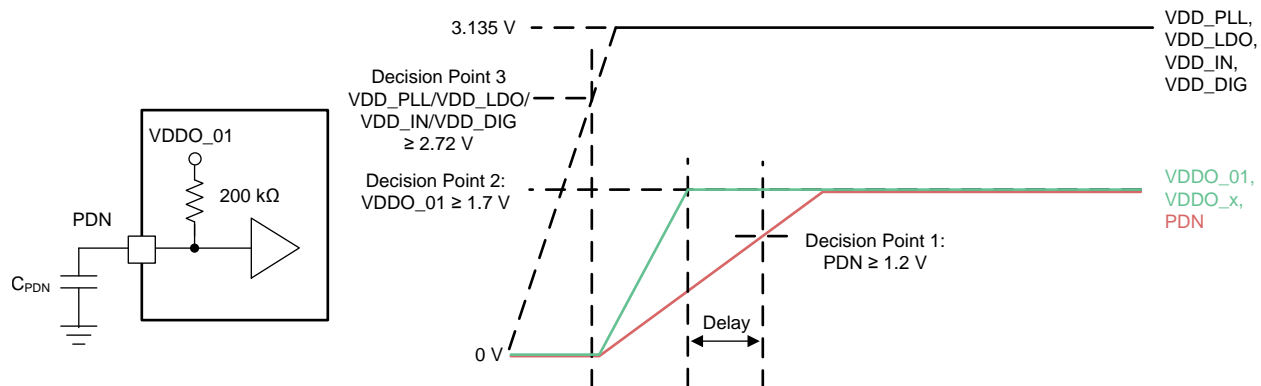 VDDO_01
200 kΩ
PDN
CPDN
3.135 V
Decision Point 3
VDD_PLL/VDD_LDO/
VDD_IN/VDD_DIG
≥ 2.72 V
Decision Point 2:
VDDO_01 ≥ 1.7 V
0 V
Decision Point 1:
PDN ≥ 1.2 V
Delay
VDD_PLL,
VDD_LDO,
VDD_IN,
VDD_DIG
VDDO_01,
VDDO_x,
PDN